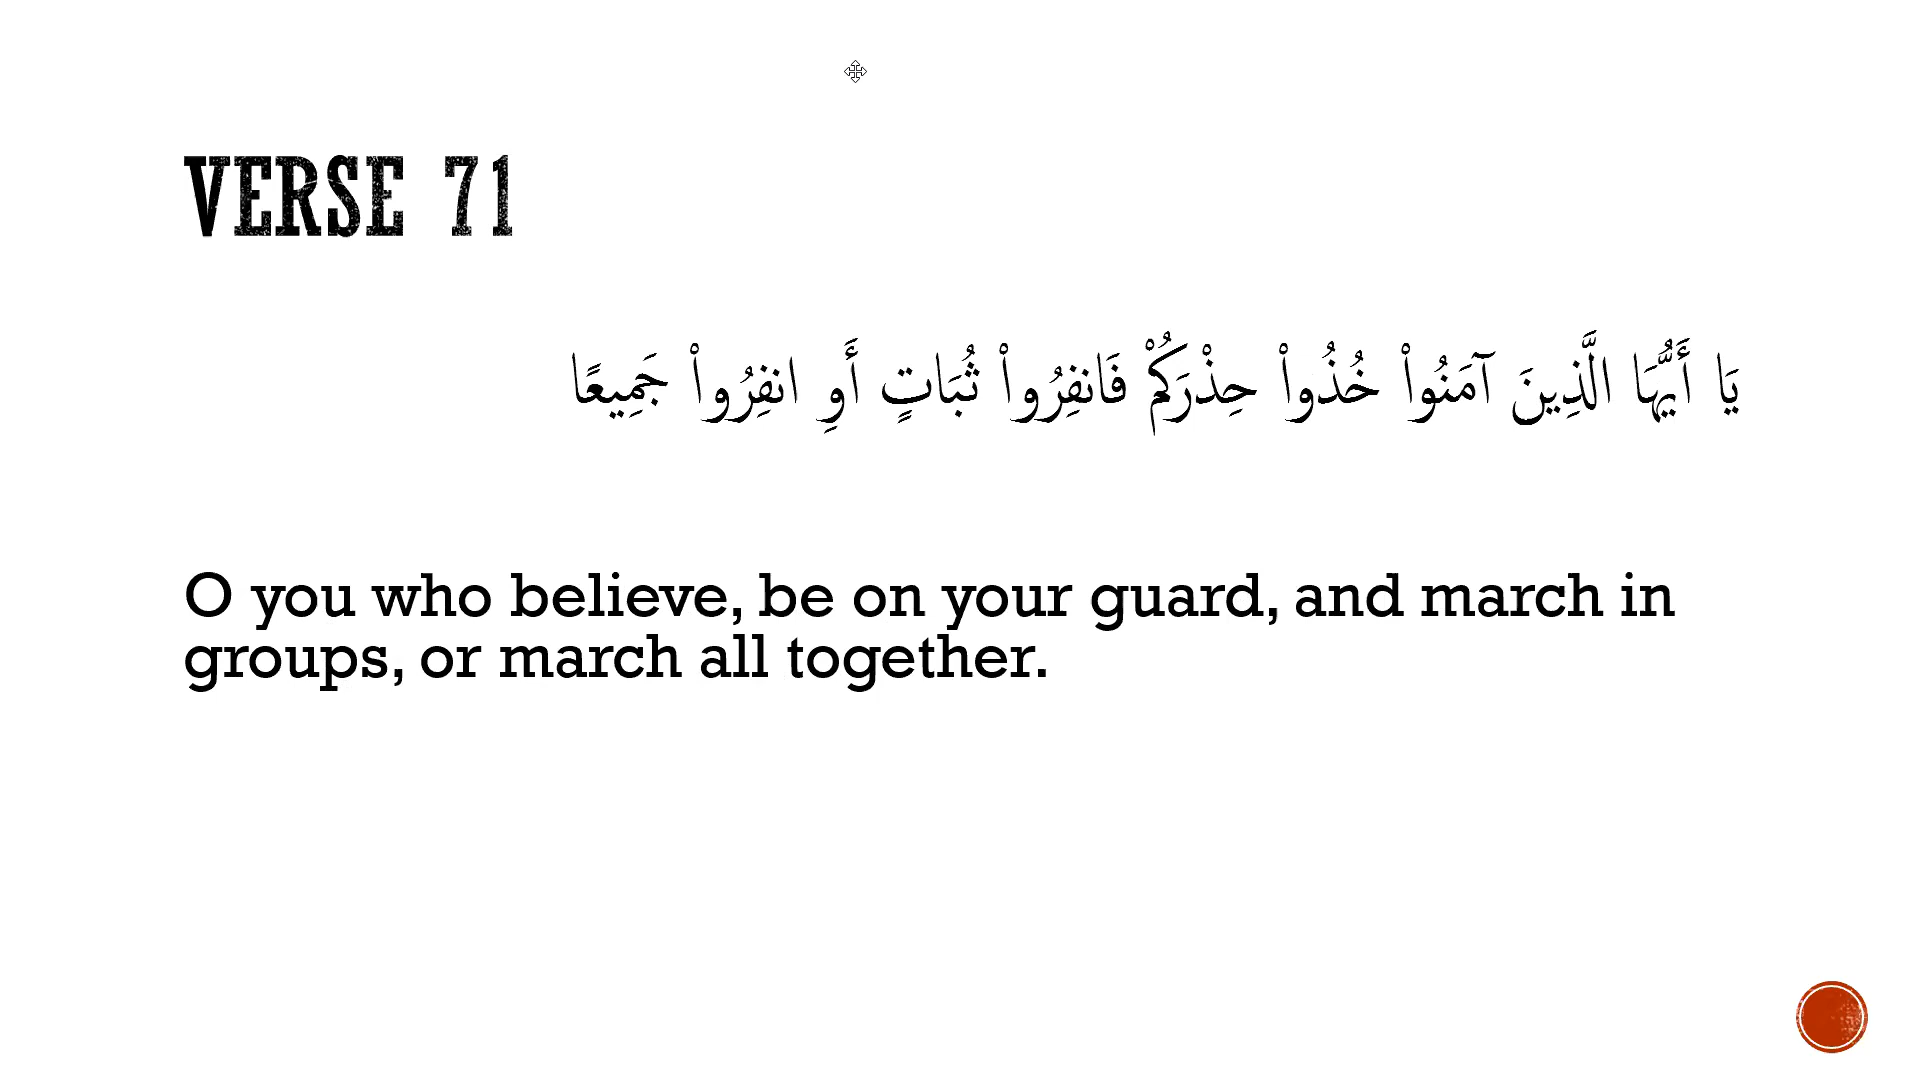 VERSE 71
يَا أَيُّهَا الَّذِينَ آمَنُواْ خُذُواْ حِذْرَكُمْ فَانفِرُواْ ثُبَاتٍ أَوِ انفِرُواْ جَمِيعًا
O you who believe, be on your guard, and march in
groups, or march all together.